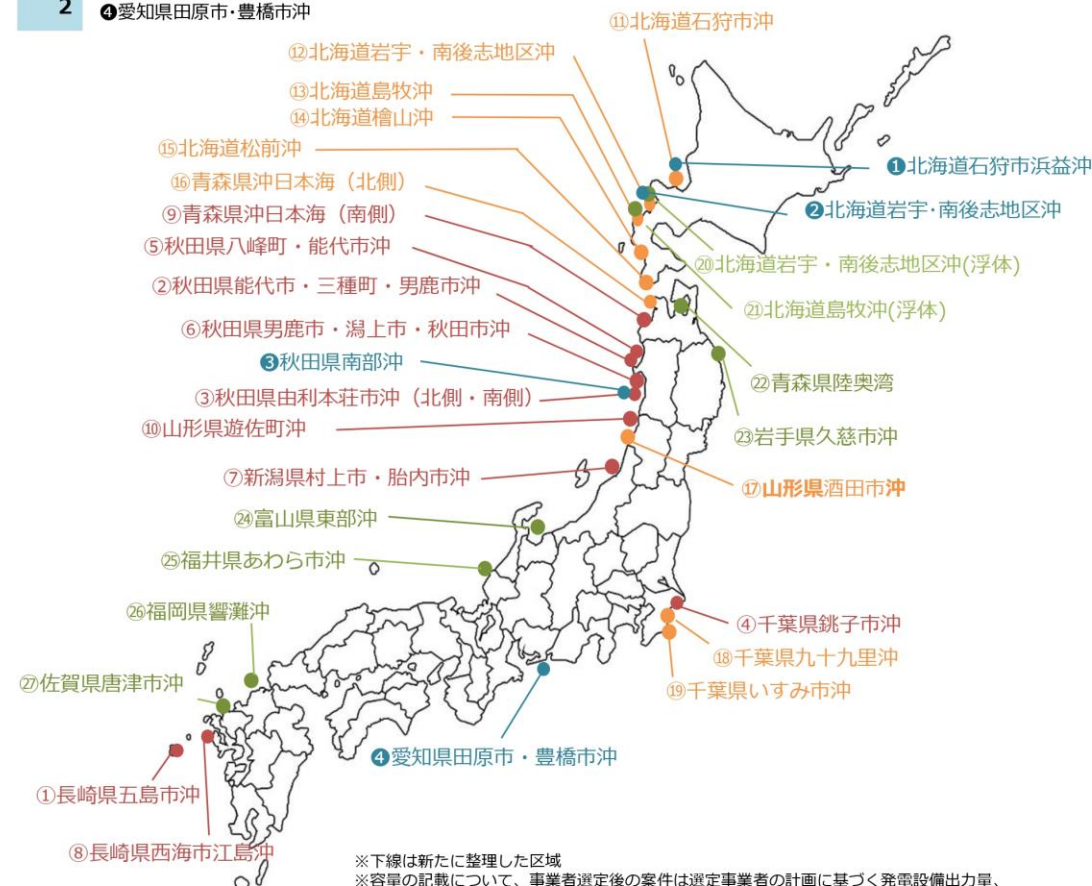 2
❹愛知県田原市・豊橋市沖
⑪北海道石狩市沖
⑫北海道岩宇・南後志地区沖
⑬北海道島牧沖
⑭北海道檜山沖
⑮北海道松前沖
❶北海道石狩市浜益沖
⑯青森県沖日本海（北側）
❷北海道岩宇・南後志地区沖
⑨青森県沖日本海（南側）
⑤秋田県八峰町・能代市沖
⑳北海道岩宇・南後志地区沖(浮体)
②秋田県能代市・三種町・男鹿市沖
㉑北海道島牧沖(浮体)
⑥秋田県男鹿市・潟上市・秋田市沖
❸秋田県南部沖
㉒青森県陸奥湾
③秋田県由利本荘市沖（北側・南側）
⑩山形県遊佐町沖
㉓岩手県久慈市沖
⑦新潟県村上市・胎内市沖
⑰山形県酒田市沖
㉔富山県東部沖
㉕福井県あわら市沖
㉖福岡県響灘沖
④千葉県銚子市沖
⑱千葉県九十九里沖
㉗佐賀県唐津市沖
⑲千葉県いすみ市沖
❹愛知県田原市・豊橋市沖
①長崎県五島市沖
⑧長崎県西海市江島沖
※下線は新たに整理した区域
※容量の記載について、事業者選定後の案件は選定事業者の計画に基づく発電設備出力量、